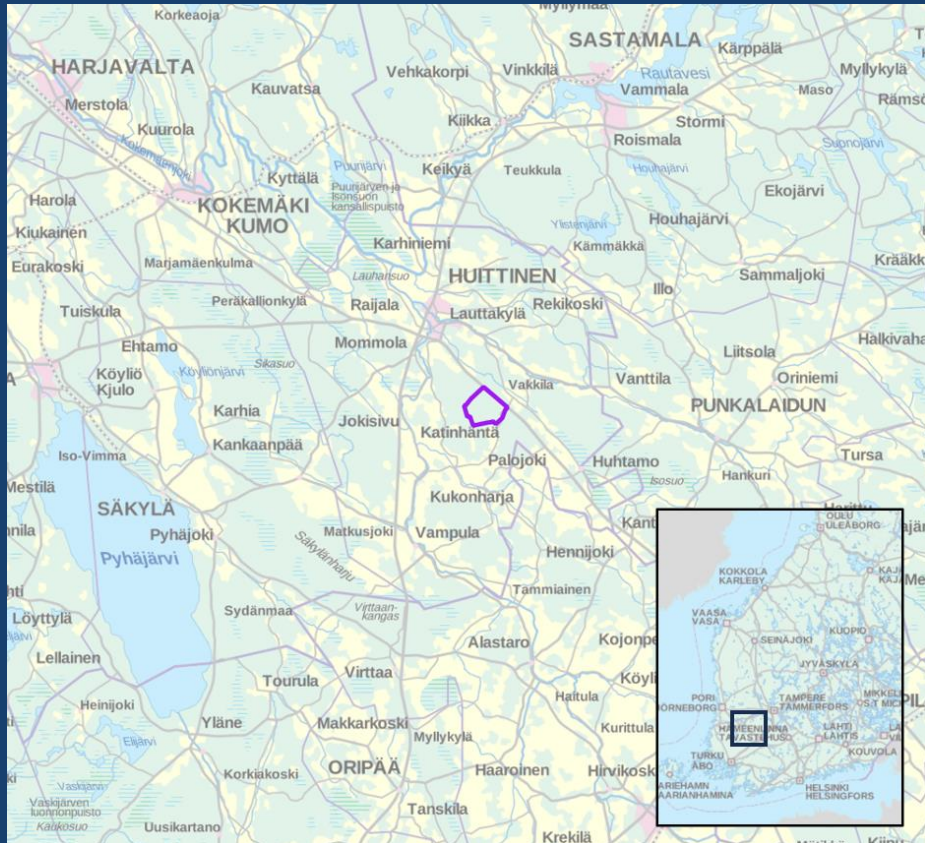 Korkeaoja
Myllymaa
SASTAMALA
Kärppälä
HARJAVALTA
Vehkakorpi
Vinkkilä
Rautavesi
Myllykylä
Kauvatsa
Vammala
Maso
Merstola
Kiikka
Stormi
Kuurola
Roismala
Kokemäenjoki
Puurijärvi
Keikyä
Teukkula
Houhajärvi
Kyttälä
Puurijärven ja
Isonsuon
kansallispuisto
Ekojärvi
Harola
KOKEMÄKI
KUMO
Ylistenjärvi
Houhajärvi
Kiukainen
Karhiniemi
Kämmäkkä
Eurakoski
Marjamäenkulma
Lauhansuo
HUITTINEN
Sammaljoki
Illo
Peräkallionkylä
Raijala
Rekikoski
Tuiskula
Lauttakylä
Ehtamo
Mommola
Liitsola
Sikasuo
Köyliö
Kjulo
Köyliönjärvi
Vakkila
Vanttila
Oriniemi
Karhia
Jokisivu
PUNKALAIDUN
Kankaanpää
Katinhäntä
Iso-Vimma
Palojoki
Huhtamo
Tursa
Isosuo
Hankuri
Mestilä
SÄKYLÄ
Kukonharja
Pyhäjoki
Matkusjoki
Vampula
Pyhäjärvi
Säkylänharju
Hennijoki
Tammiainen
Löyttylä
Sydänmaa
Virttaan-
kangas
Alastaro
Lellainen
Virttaa
Tourula
Heinijoki
Haitula
Yläne
Makkarkoski
Kurittula
Elijärvi
Myllykylä
Vaskijärvi
Korkiakoski
ORIPÄÄ
Haaroinen
Vaskijärven
luonnonpuisto
Tanskila
Uusikartano
Krekilä
OULU
ULEÅBORG
KOKKOLA
KARLEBY
VAASA
VASA
KUOPIO
SEINÄJOKI
JYVÄSKYLÄ
PORI
TAMPERE
TAMMERFORS
HÄMEENLINNA
TAVASTEHUS
LAHTI
LAHTIS
KOUVOLA
TURKU
ÅBO
HELSINKI
HELSINGFORS